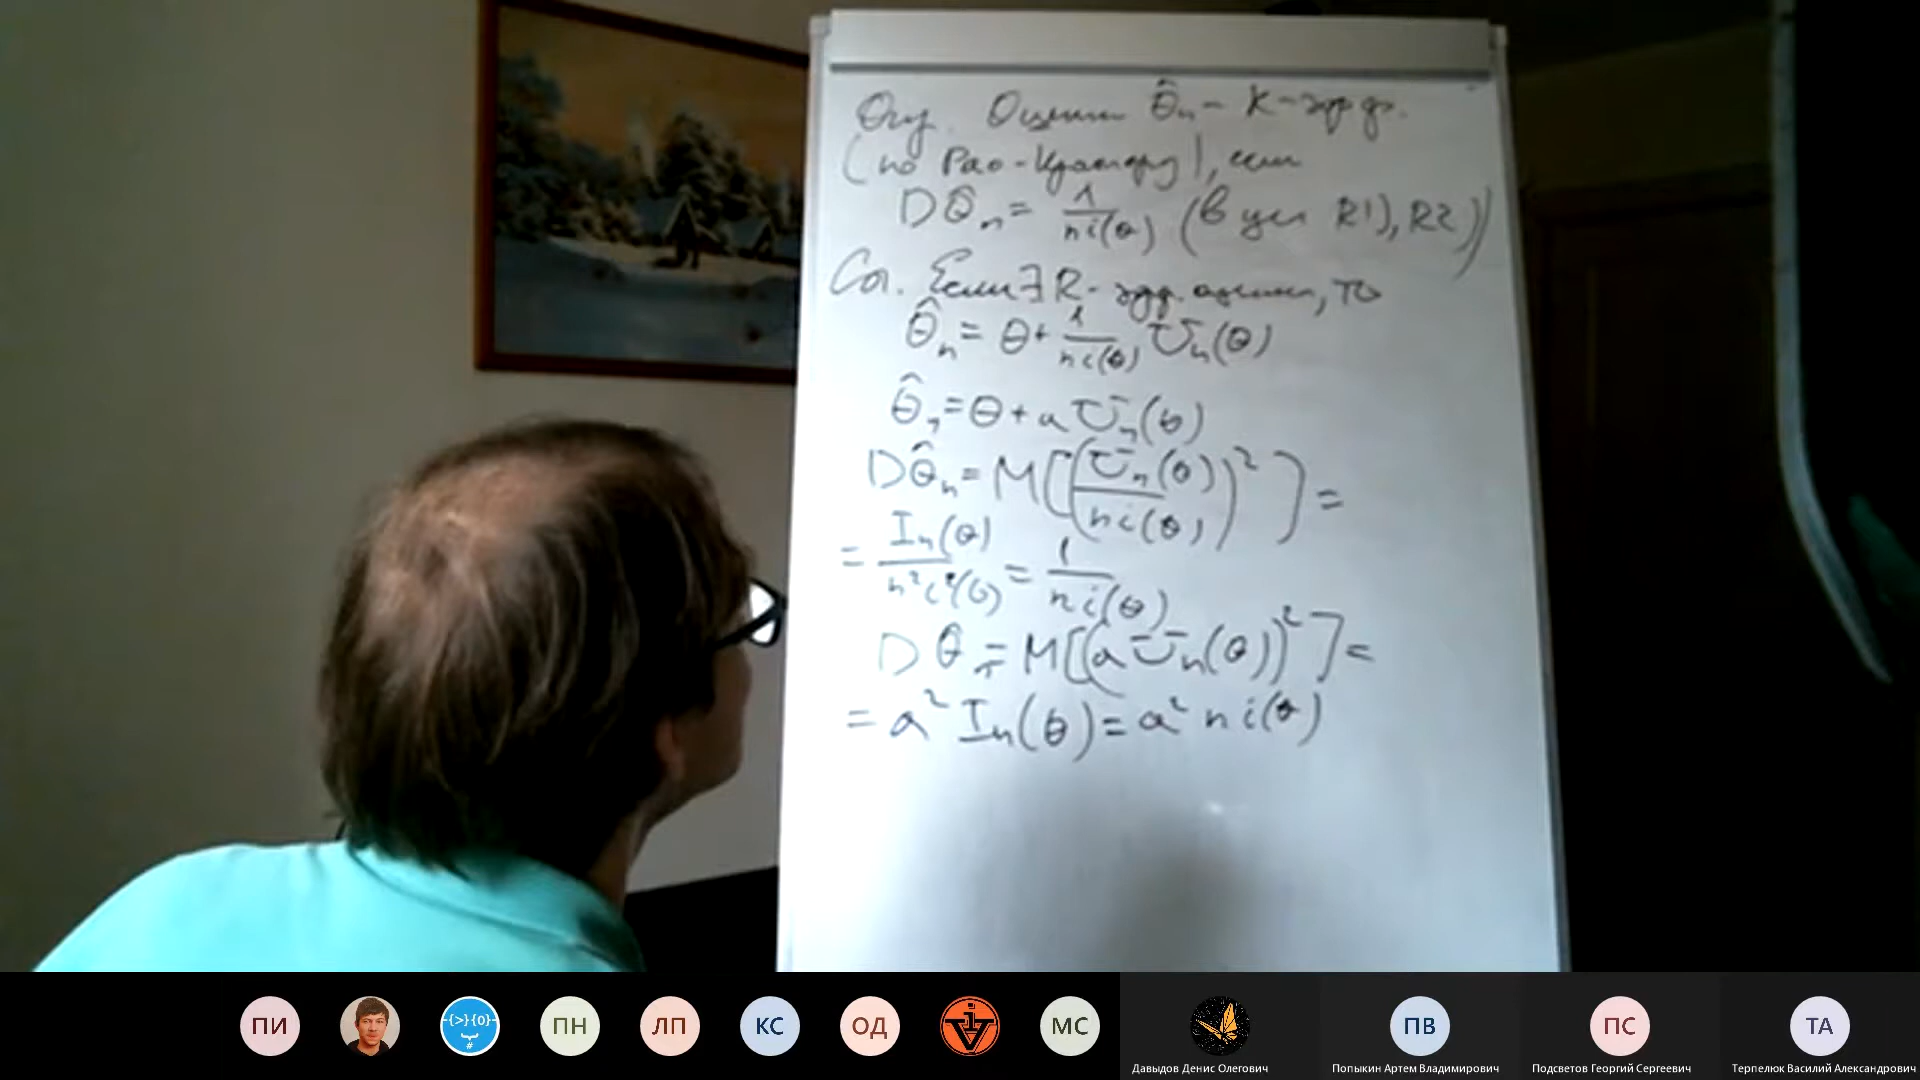 Опр. Оценка θ̂ₙ - R-эфф.
(по Рао-Крамеру), если
Dθ̂ₙ = 1/(n i(θ)) (в усл R1), R2))
Сл. Если ∃ R-эфф. оценка, то
θ̂ₙ = θ + 1/(n i(θ)) Uₙ(θ)
θ̂ₙ = θ + a Uₙ(θ)
Dθ̂ₙ = M[(Uₙ(θ)/(n i(θ)))²] =
= Iₙ(θ)/(n² i²(θ)) = 1/(n i(θ))
Dθ̂ₙ = M[(a Uₙ(θ))²] =
= a² Iₙ(θ) = a² n i(θ)
ПИ
{>}{0}
#
ПН
ЛП
КС
ОД
МС
ПВ
ПС
ТА
Давыдов Денис Олегович
Попыкин Артем Владимирович
Подсветов Георгий Сергеевич
Терпелюк Василий Александрович